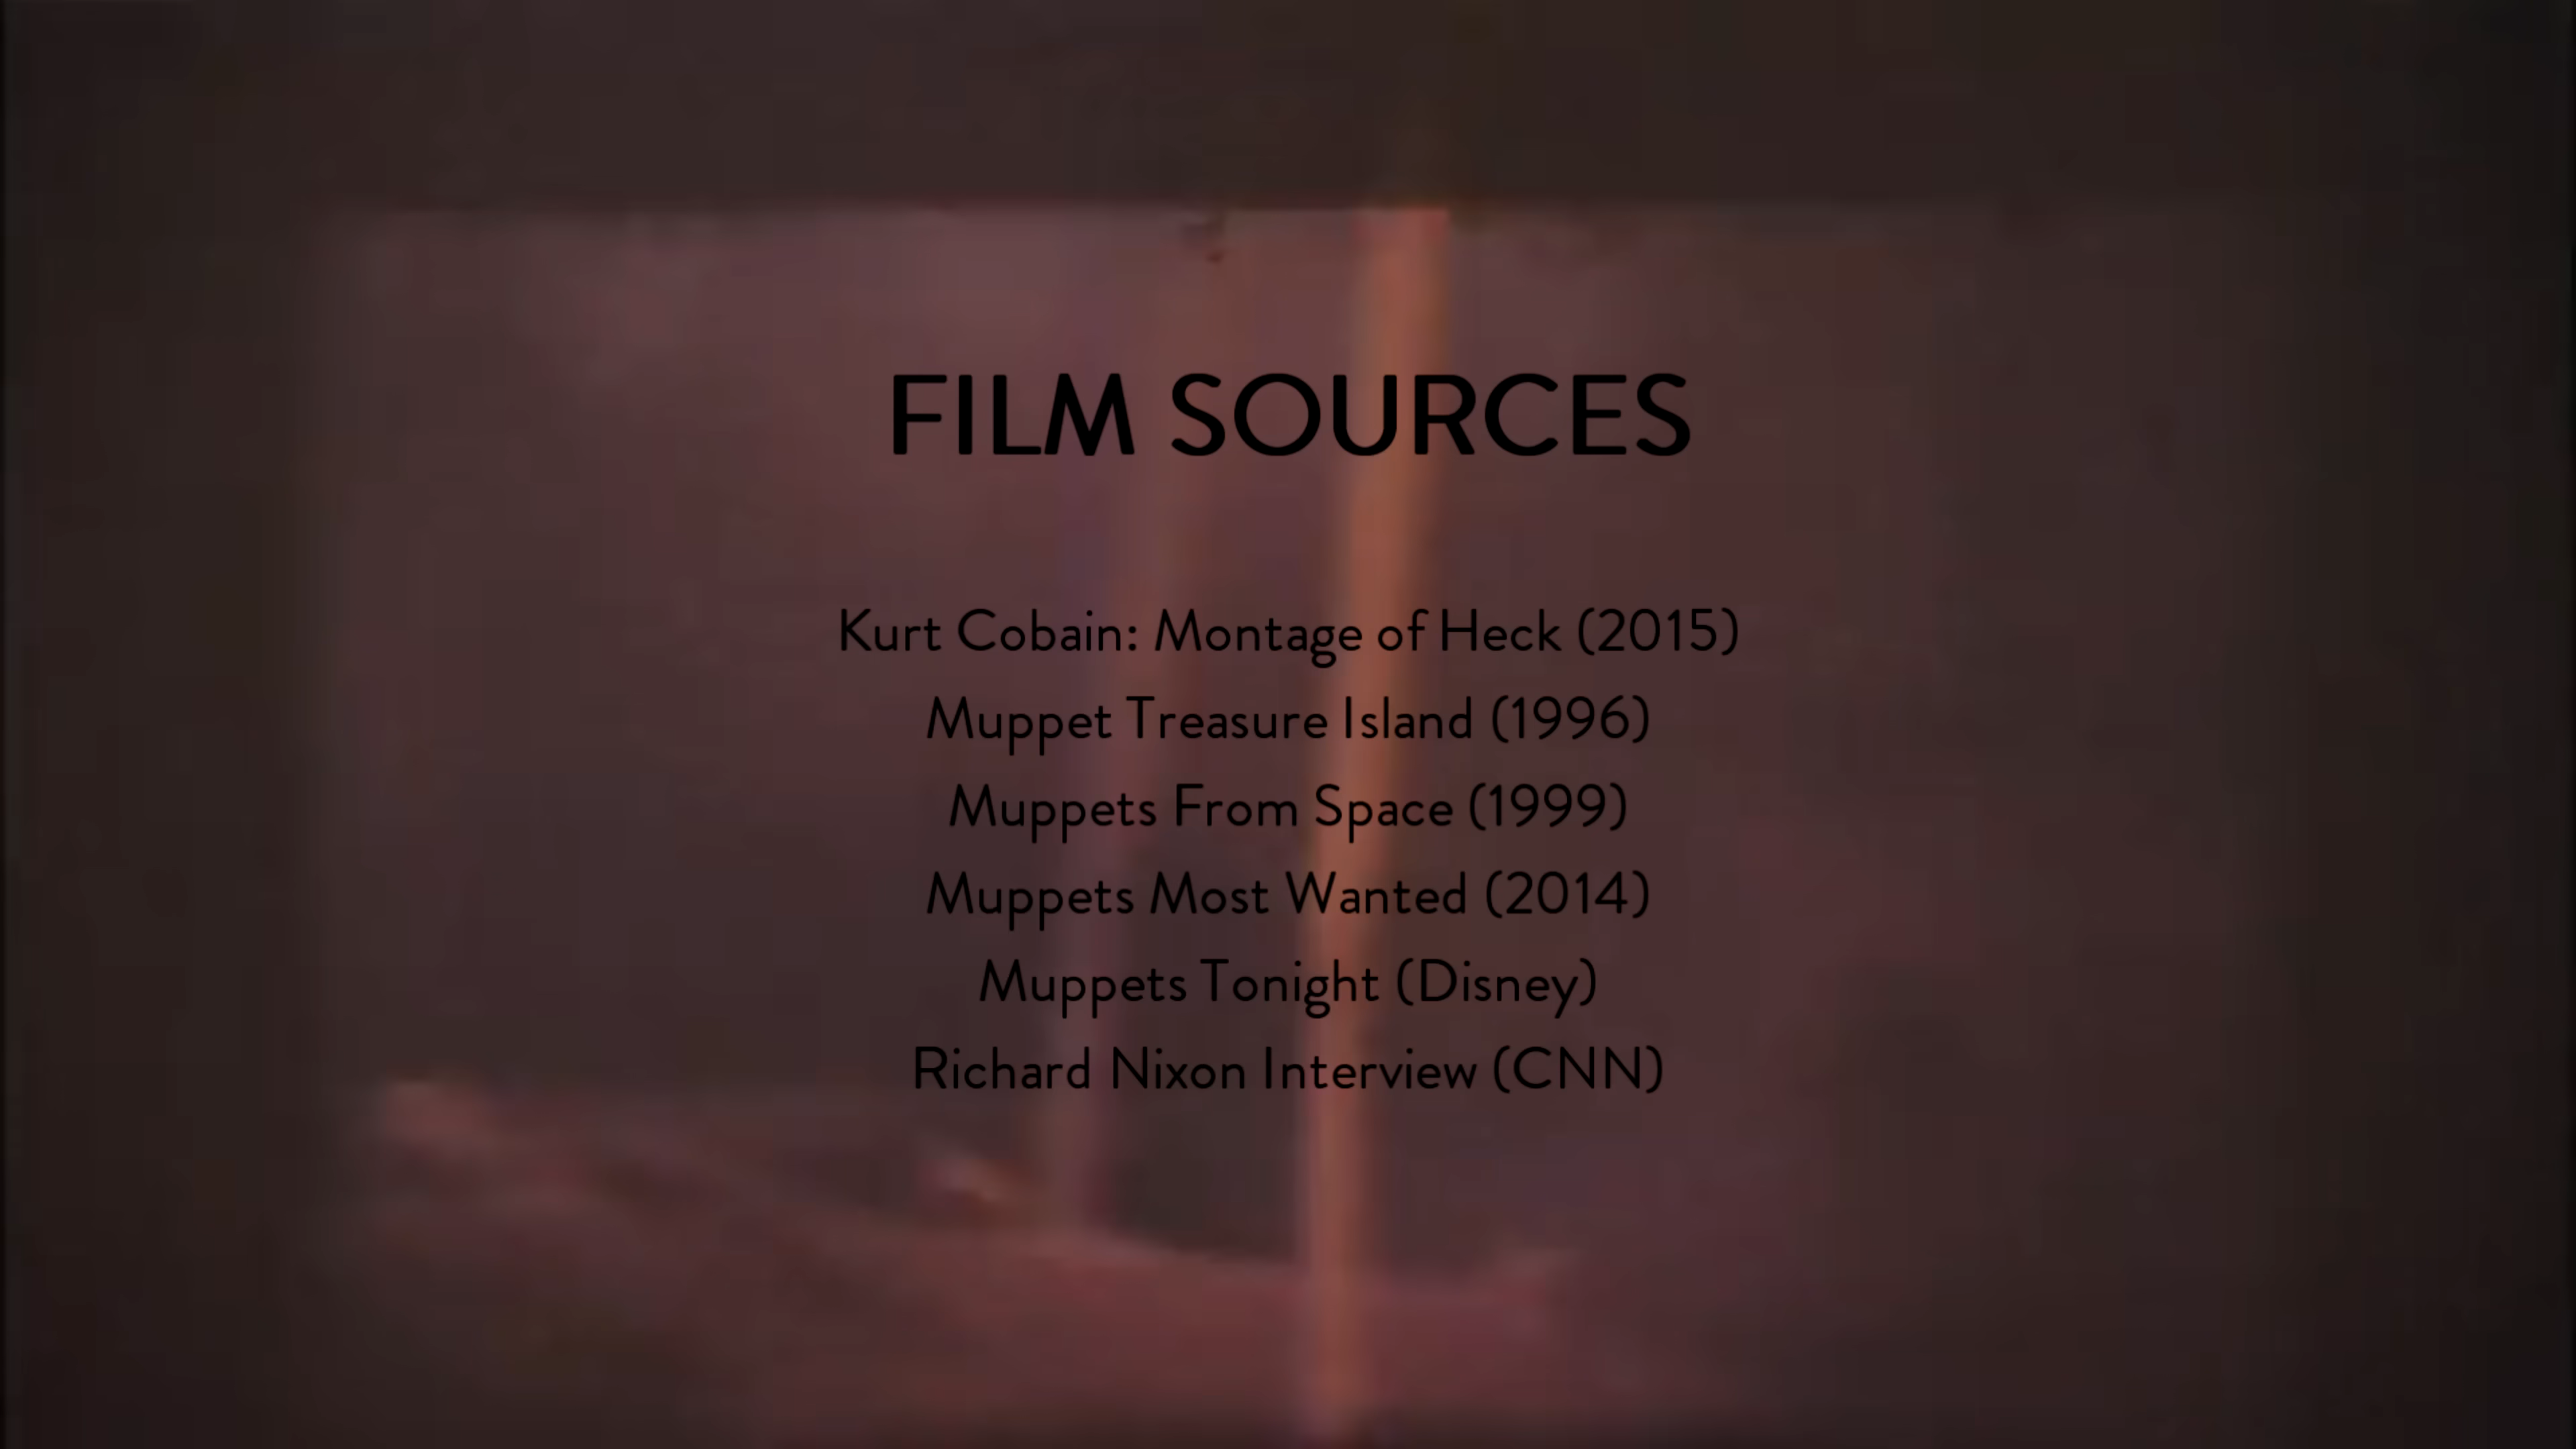 FILM SOURCES
Kurt Cobain: Montage of Heck (2015)
Muppet Treasure Island (1996)
Muppets From Space (1999)
Muppets Most Wanted (2014)
Muppets Tonight (Disney)
Richard Nixon Interview (CNN)